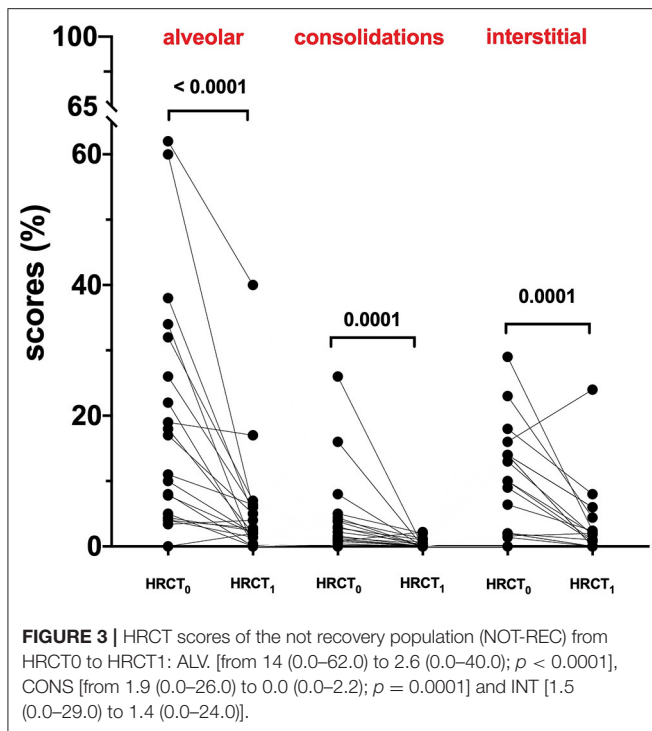 100
alveolar consolidations interstitial
< 0.0001
65
60
0.0001
0.0001
40
20
0
scores (%)
HRCT₀ HRCT₁ HRCT₀ HRCT₁ HRCT₀ HRCT₁
FIGURE 3 | HRCT scores of the not recovery population (NOT-REC) from
HRCT0 to HRCT1: ALV. [from 14 (0.0–62.0) to 2.6 (0.0–40.0; p < 0.0001],
CONS [from 1.9 (0.0–26.0) to 0.0 (0.0–2.2); p = 0.0001] and INT [1.5
(0.0–29.0) to 1.4 (0.0–24.0)].